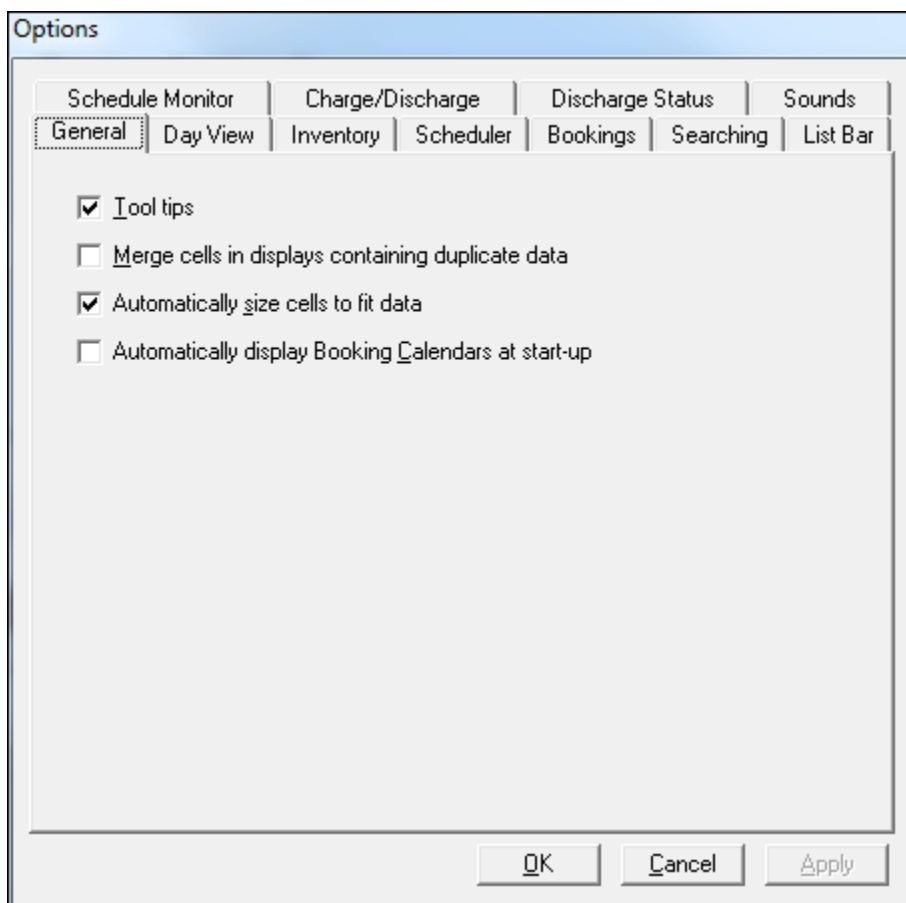 Options
Schedule Monitor Charge/Discharge Discharge Status Sounds
General Day View Inventory Scheduler Bookings Searching List Bar
Tool tips
Merge cells in displays containing duplicate data
Automatically size cells to fit data
Automatically display Booking Calendars at start-up
OK Cancel Apply